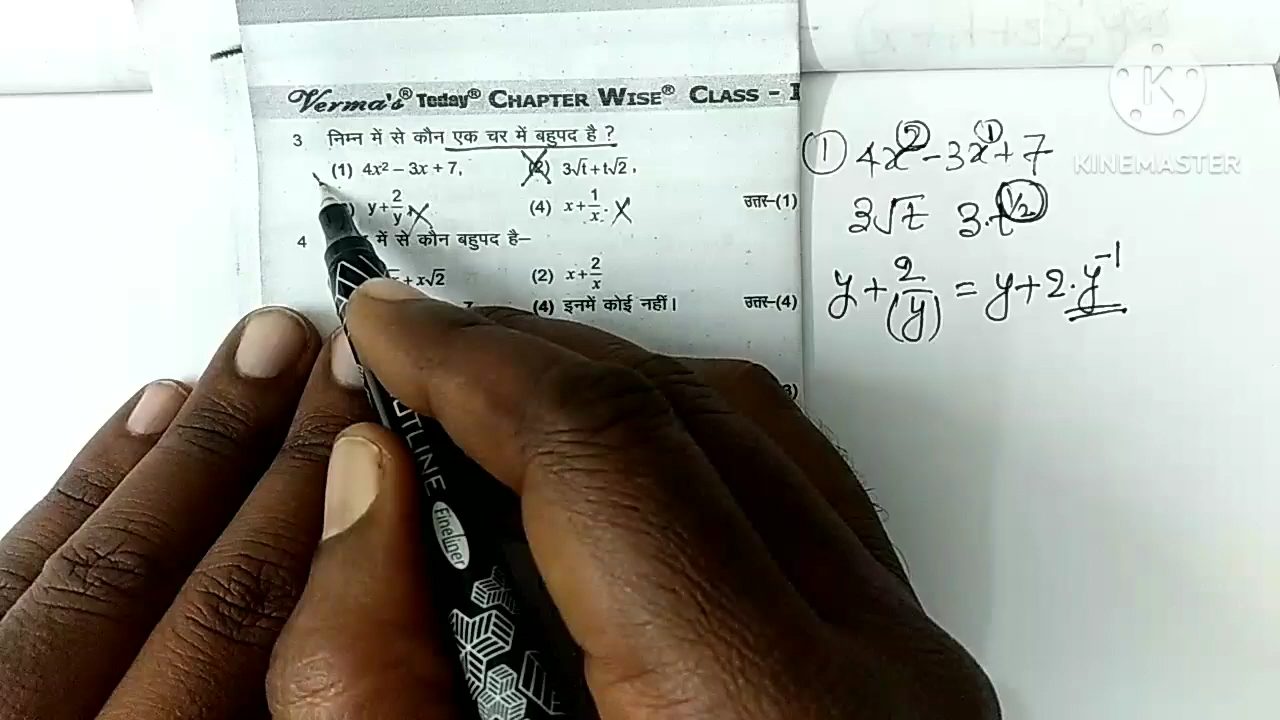 Verma's® Today® CHAPTER WISE® CLASS -
3 निम्न में से कौन एक चर में बहुपद है ?
(1) 4x² – 3x + 7, (2) 3√t + t√2,
y + 2/y, (4) x + 1/x. उत्तर–(1)
4 में से कौन बहुपद है–
+ x√2 (2) x + 2/x
(4) इनमें कोई नहीं। उत्तर–(4)
① 4x² - 3x¹ + 7
3√t 3.t^1/2
y + 2/(y) = y + 2.y⁻¹
KINEMASTER
OUTLINE
FineLiner